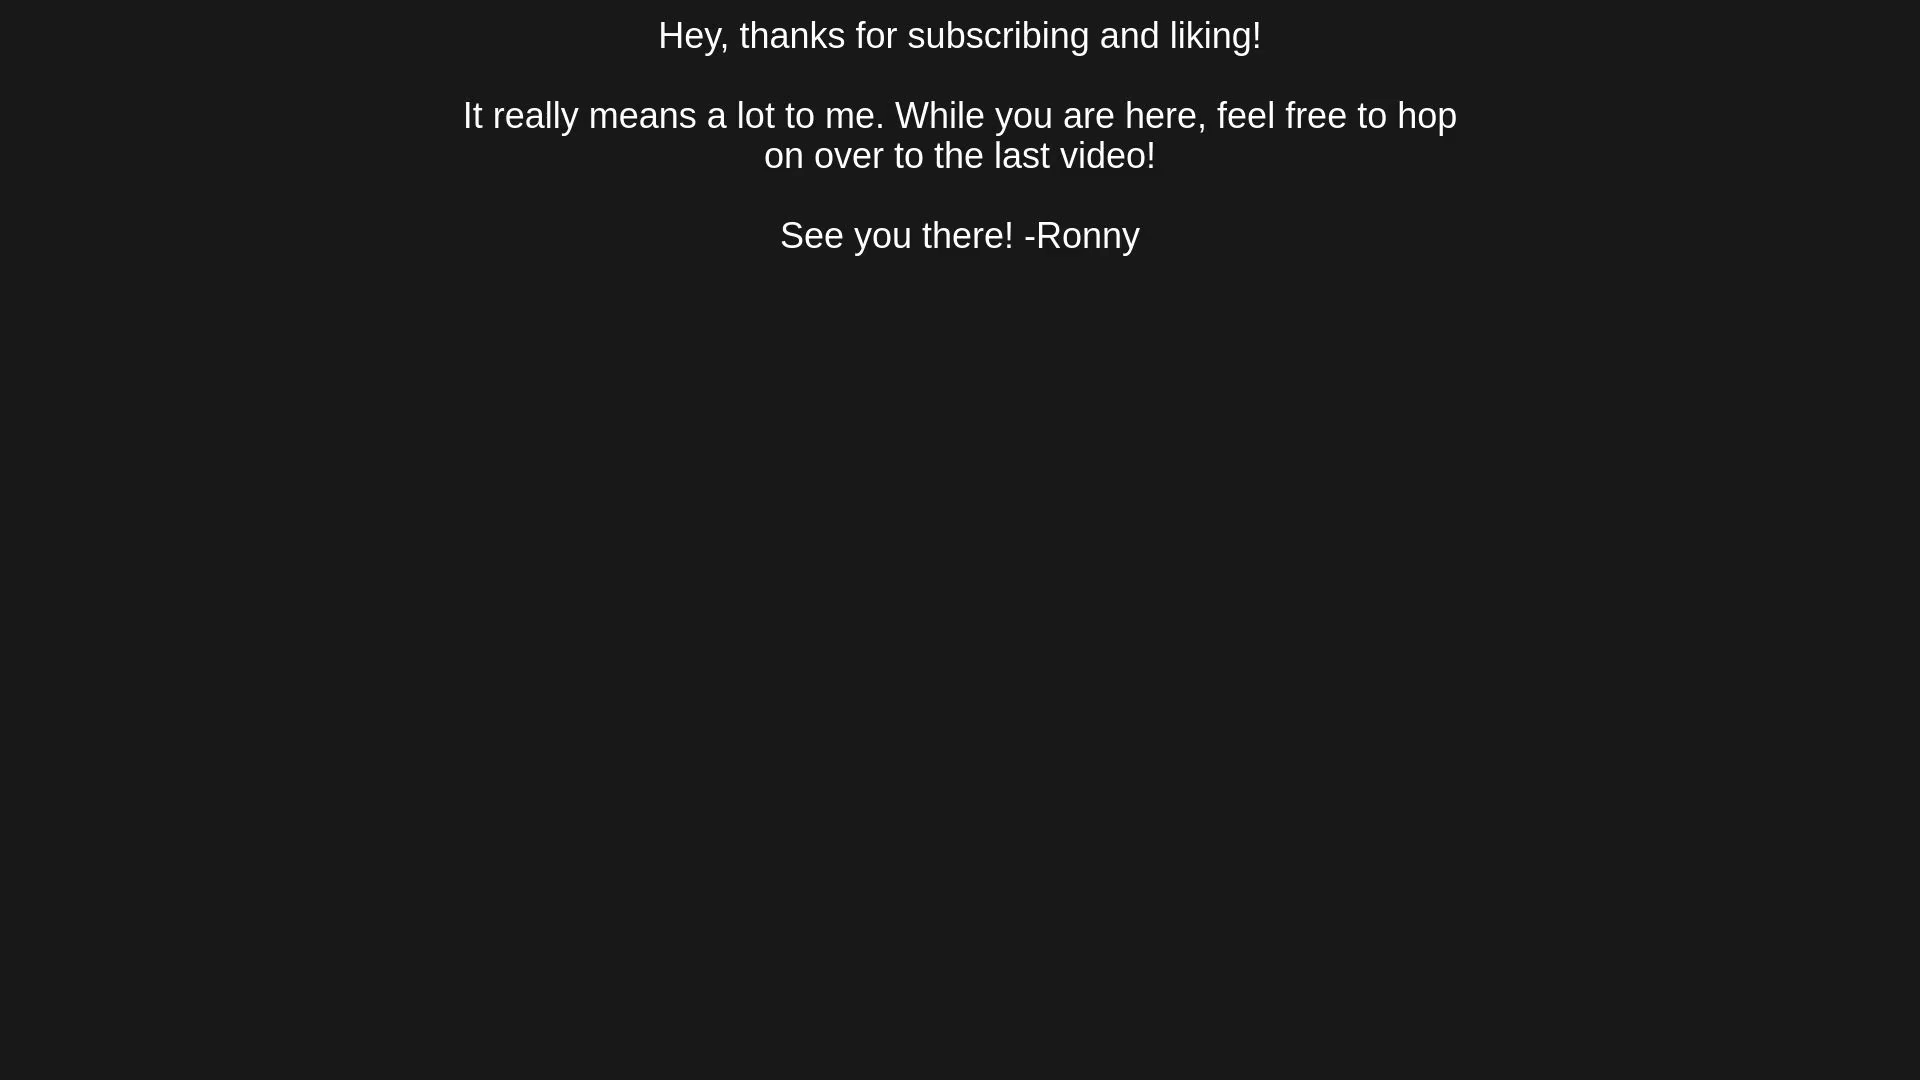 Hey, thanks for subscribing and liking!
It really means a lot to me. While you are here, feel free to hop
on over to the last video!
See you there! -Ronny